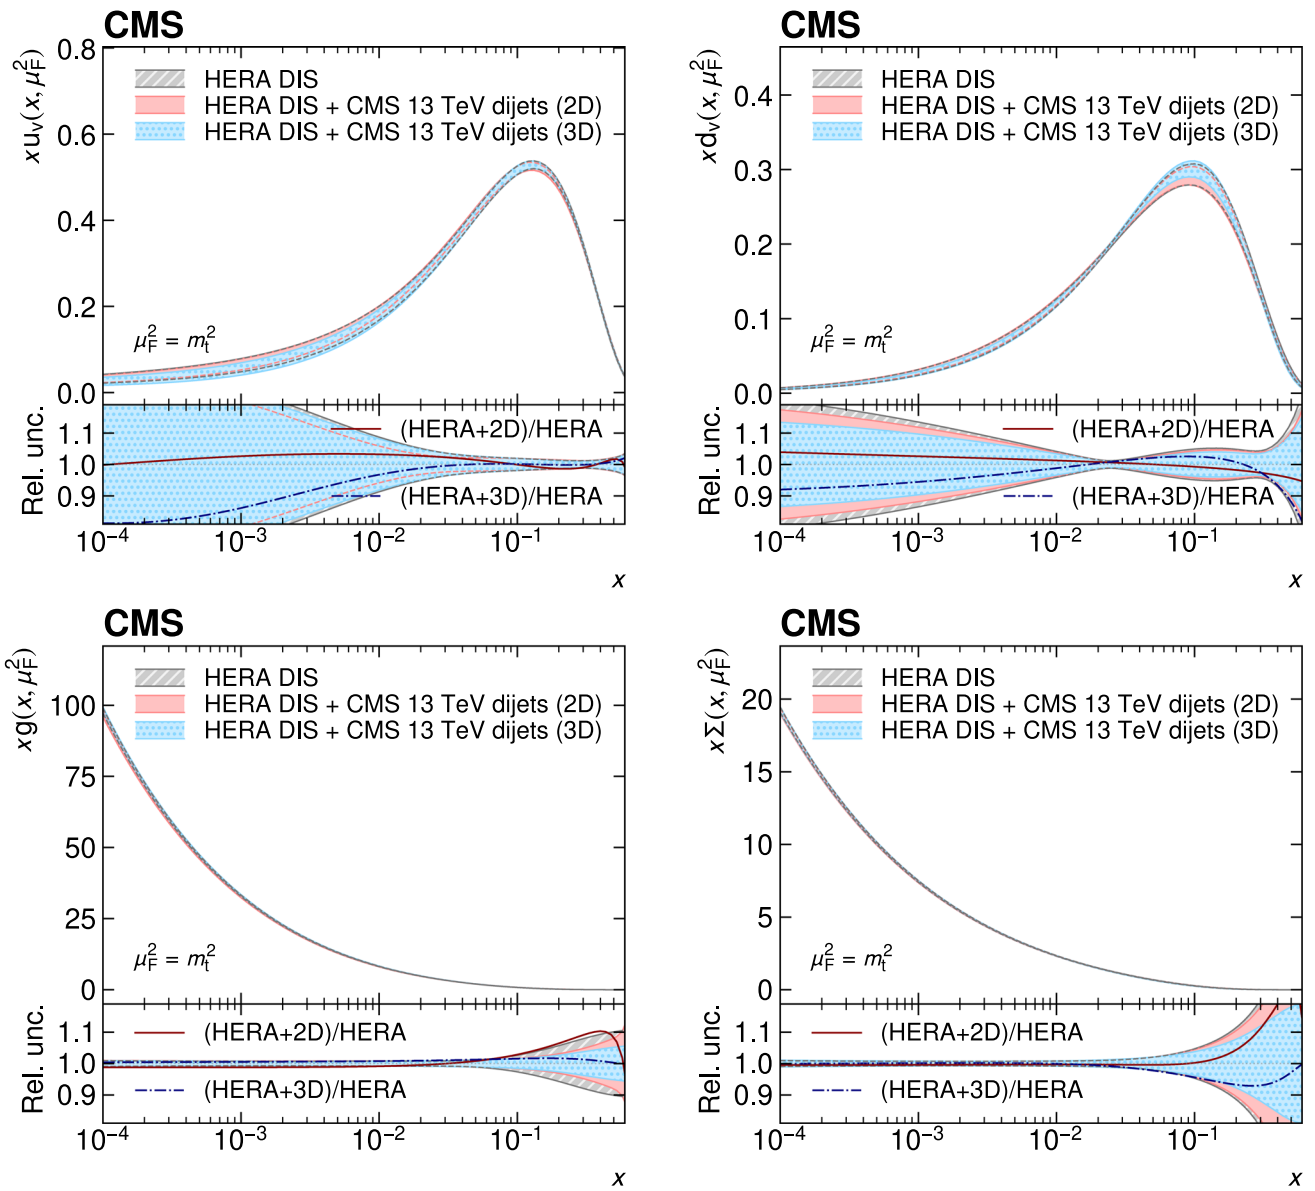 CMS
xu_v(x, μ_F^2)
0.8
0.6
0.4
0.2
0.0
HERA DIS
HERA DIS + CMS 13 TeV dijets (2D)
HERA DIS + CMS 13 TeV dijets (3D)
μ_F^2 = m_t^2
Rel. unc.
1.1
1.0
0.9
(HERA+2D)/HERA
(HERA+3D)/HERA
10^−4
10^−3
10^−2
10^−1
x
CMS
xd_v(x, μ_F^2)
0.4
0.3
0.2
0.1
0.0
HERA DIS
HERA DIS + CMS 13 TeV dijets (2D)
HERA DIS + CMS 13 TeV dijets (3D)
μ_F^2 = m_t^2
Rel. unc.
1.1
1.0
0.9
(HERA+2D)/HERA
(HERA+3D)/HERA
10^−4
10^−3
10^−2
10^−1
x
CMS
xg(x, μ_F^2)
100
75
50
25
0
HERA DIS
HERA DIS + CMS 13 TeV dijets (2D)
HERA DIS + CMS 13 TeV dijets (3D)
μ_F^2 = m_t^2
Rel. unc.
1.1
1.0
0.9
(HERA+2D)/HERA
(HERA+3D)/HERA
10^−4
10^−3
10^−2
10^−1
x
CMS
xΣ(x, μ_F^2)
20
15
10
5
0
HERA DIS
HERA DIS + CMS 13 TeV dijets (2D)
HERA DIS + CMS 13 TeV dijets (3D)
μ_F^2 = m_t^2
Rel. unc.
1.1
1.0
0.9
(HERA+2D)/HERA
(HERA+3D)/HERA
10^−4
10^−3
10^−2
10^−1
x